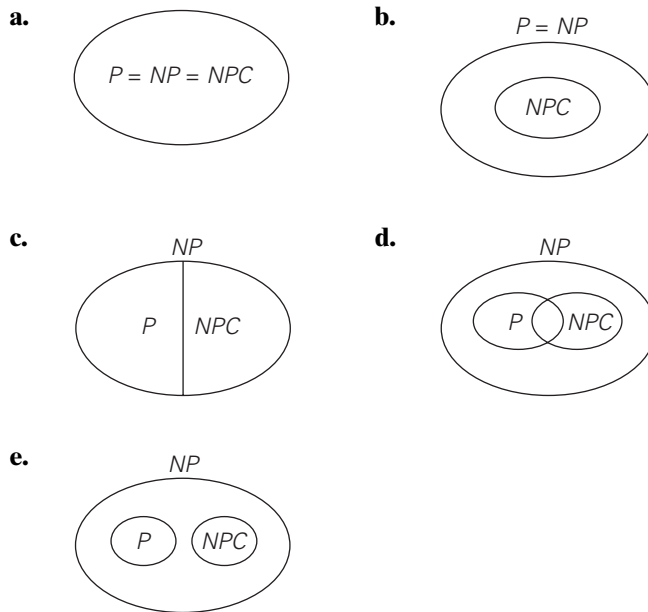 a.
P = NP = NPC
b.
P = NP
NPC
c.
NP
P NPC
d.
NP
P NPC
e.
NP
P NPC